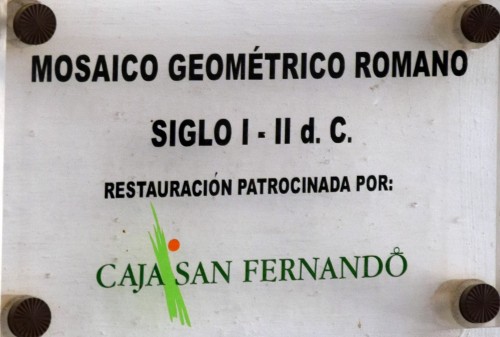 MOSAICO GEOMÉTRICO ROMANO
SIGLO I - II d. C.
RESTAURACIÓN PATROCINADA POR:
CAJA SAN FERNANDO